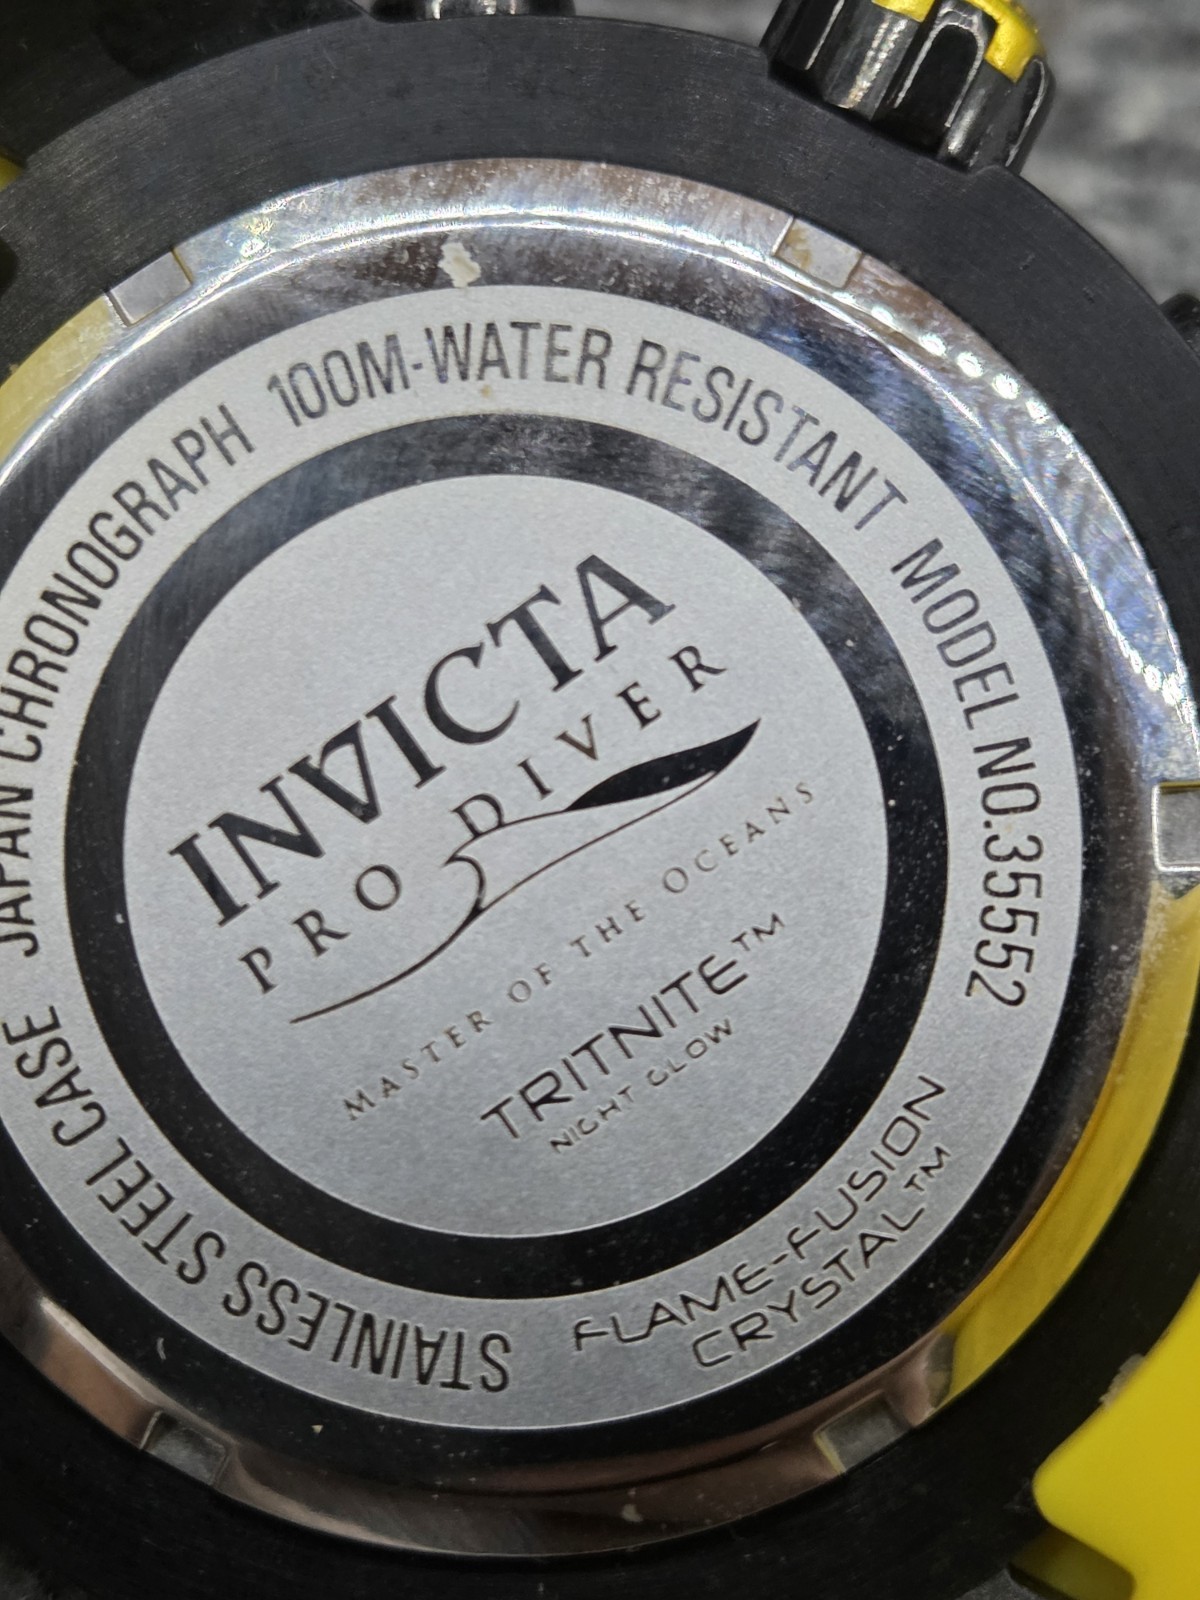 INVICTA
PRO DIVER
MASTER OF THE OCEANS
TRITNITE™
NIGHT GLOW
STAINLESS STEEL CASE JAPAN CHRONOGRAPH 100M-WATER RESISTANT MODEL NO.35552
FLAME-FUSION
CRYSTAL™